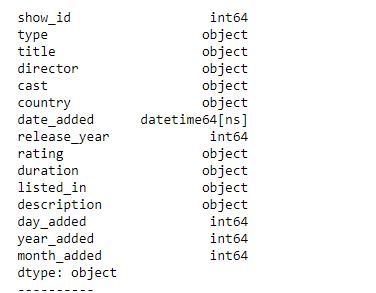 show_id int64
type object
title object
director object
cast object
country object
date_added datetime64[ns]
release_year int64
rating object
duration object
listed_in object
description object
day_added int64
year_added int64
month_added int64
dtype: object
----------